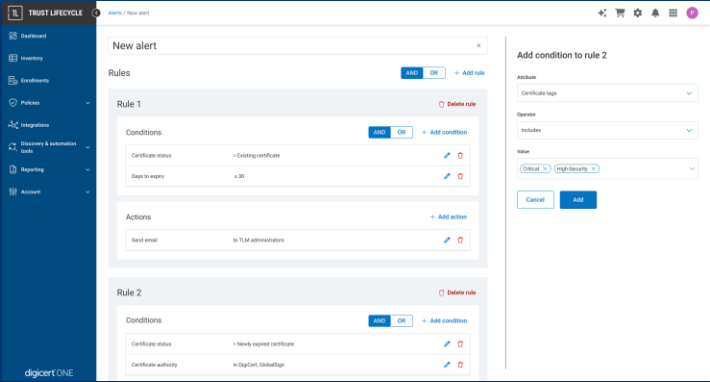 TL TRUST LIFECYCLE
Dashboard
Inventory
Enrollments
Policies
Integrations
Discovery & automation
tools
Reporting
Account
digicert ONE
Alerts / New alert
P
New alert
Rules
AND OR + Add rule
Rule 1
Delete rule
Conditions
AND OR + Add condition
Certificate status = Existing certificate
Days to expiry ≤ 30
Actions
+ Add action
Send email to TLM administrators
Rule 2
Delete rule
Conditions
AND OR + Add condition
Certificate status = Newly expired certificate
Certificate authority in DigiCert, GlobalSign
Add condition to rule 2
Attribute
Certificate tags
Operator
Includes
Value
Critical × High-Security ×
Cancel Add